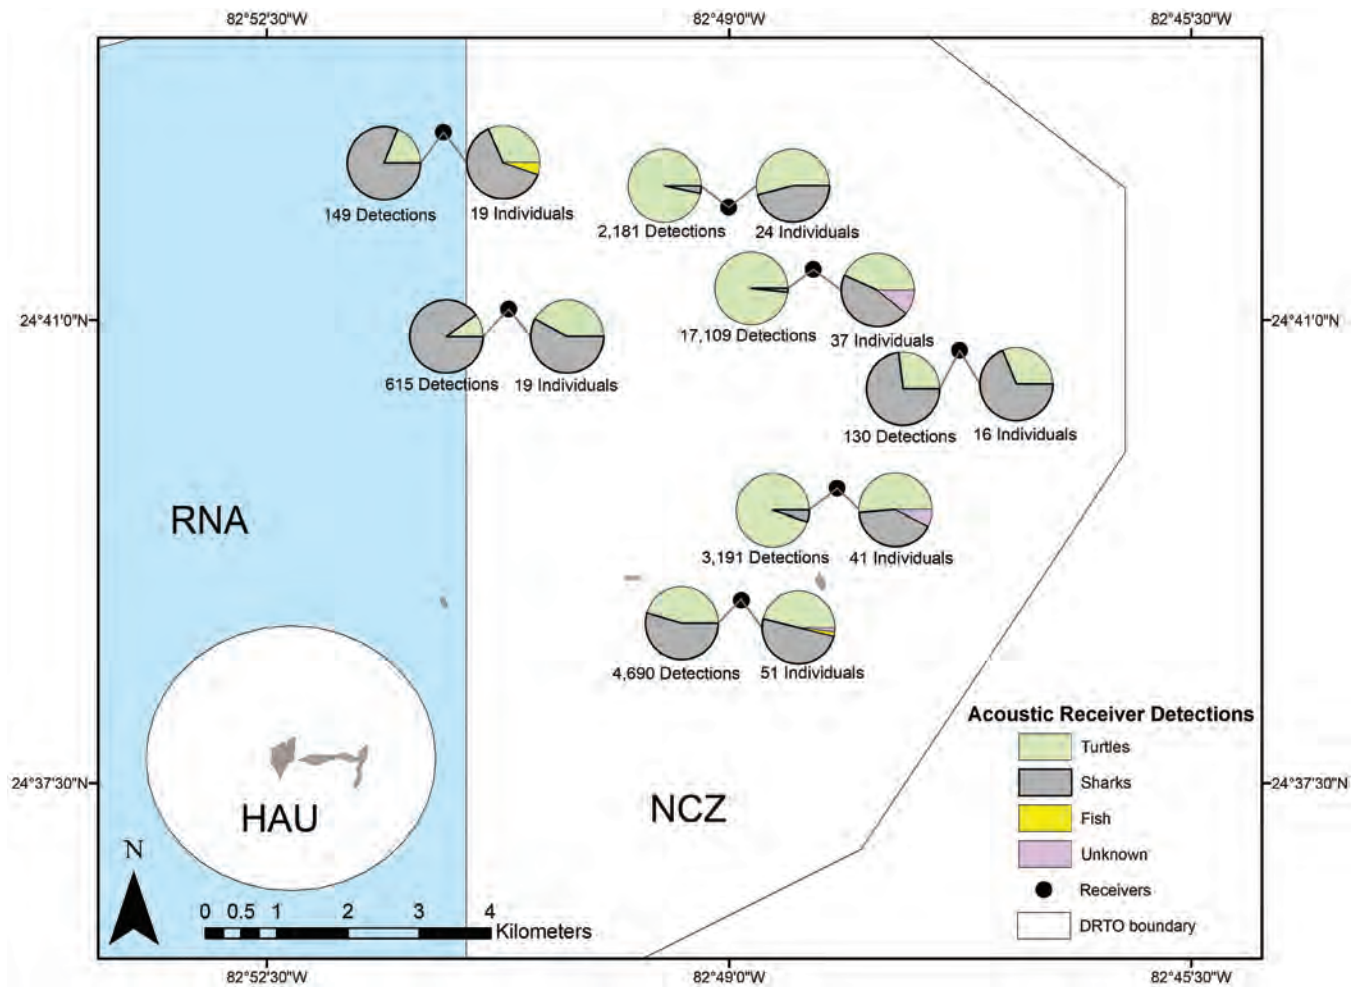 82°52'30"W
82°49'0"W
82°45'30"W
149 Detections
19 Individuals
2,181 Detections
24 Individuals
24°41'0"N
24°41'0"N
17,109 Detections
37 Individuals
615 Detections
19 Individuals
130 Detections
16 Individuals
RNA
3,191 Detections
41 Individuals
4,690 Detections
51 Individuals
Acoustic Receiver Detections
Turtles
Sharks
Fish
Unknown
Receivers
DRTO boundary
24°37'30"N
24°37'30"N
HAU
NCZ
N
0 0.5 1 2 3 4
Kilometers
82°52'30"W
82°49'0"W
82°45'30"W